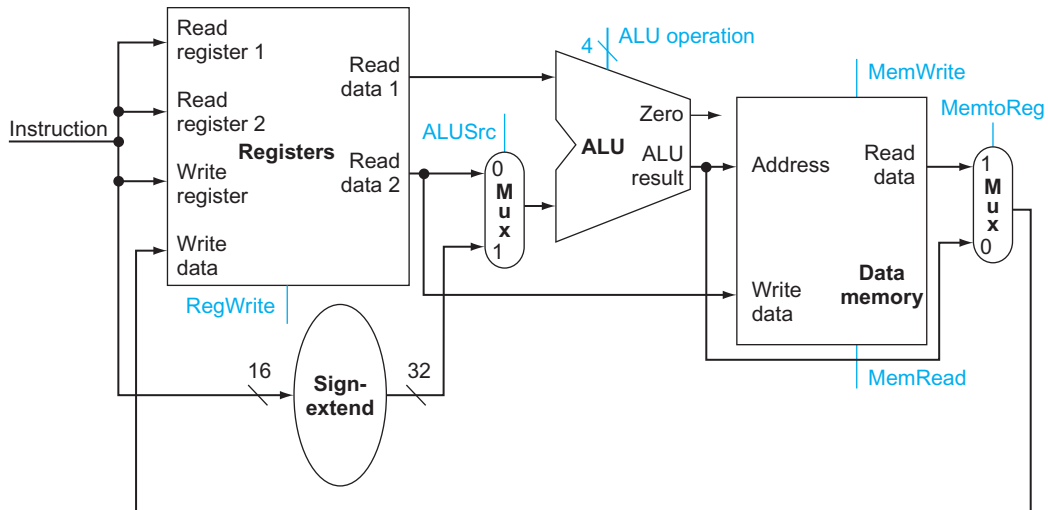 Instruction
Read
register 1
Read
register 2
Write
register
Write
data
Registers
Read
data 1
Read
data 2
RegWrite
16
Sign-
extend
32
ALUSrc
0
M
u
x
1
4
ALU operation
Zero
ALU
ALU
result
MemWrite
Address
Read
data
Write
data
Data
memory
MemRead
MemtoReg
1
M
u
x
0